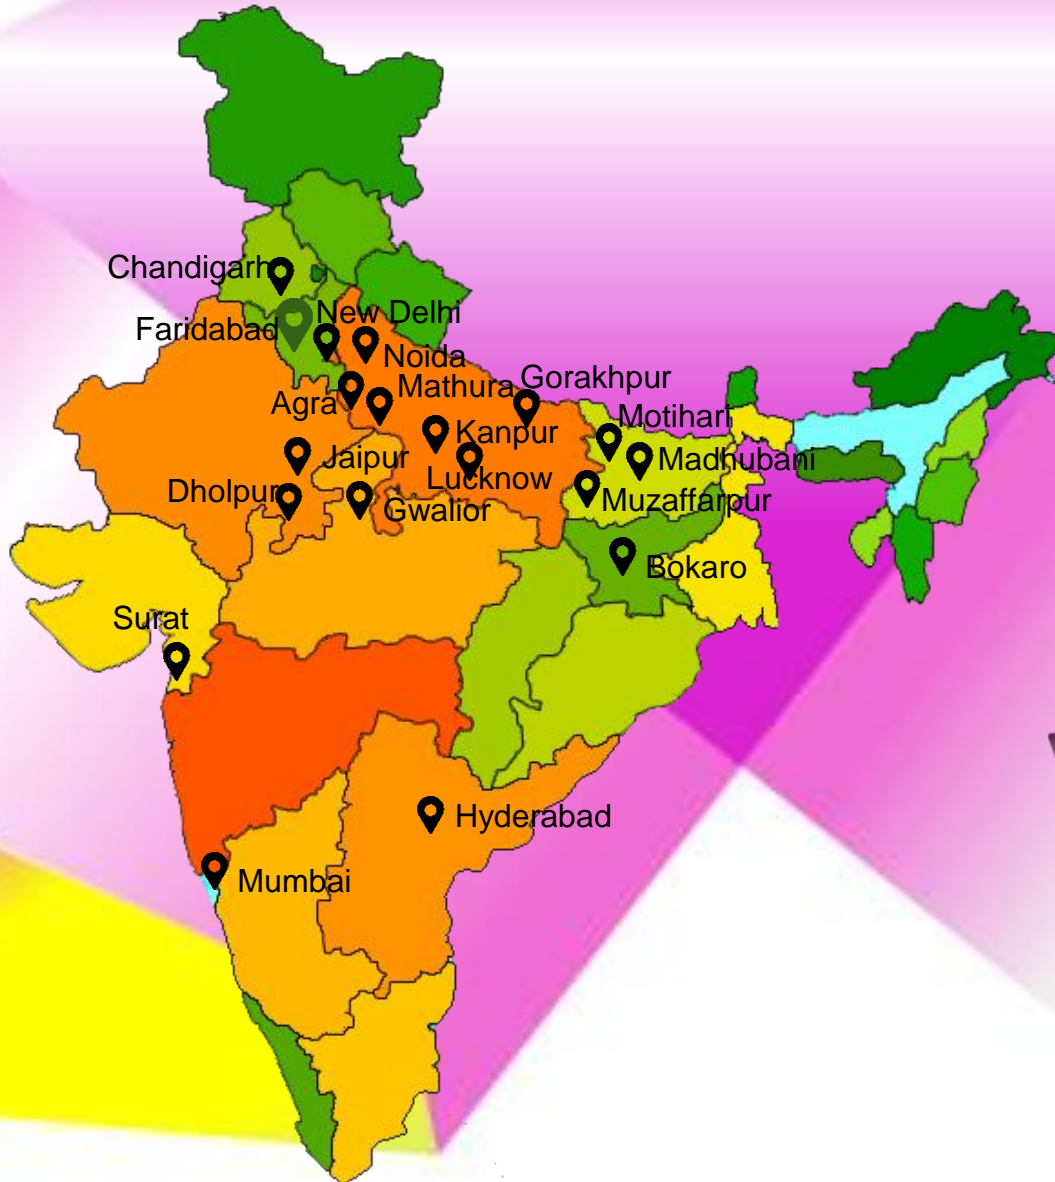 Chandigarh
New Delhi
Faridabad
Noida
Gorakhpur
Mathura
Agra
Motihari
Kanpur
Jaipur
Madhubani
Lucknow
Dholpur
Muzaffarpur
Gwalior
Bokaro
Surat
Hyderabad
Mumbai